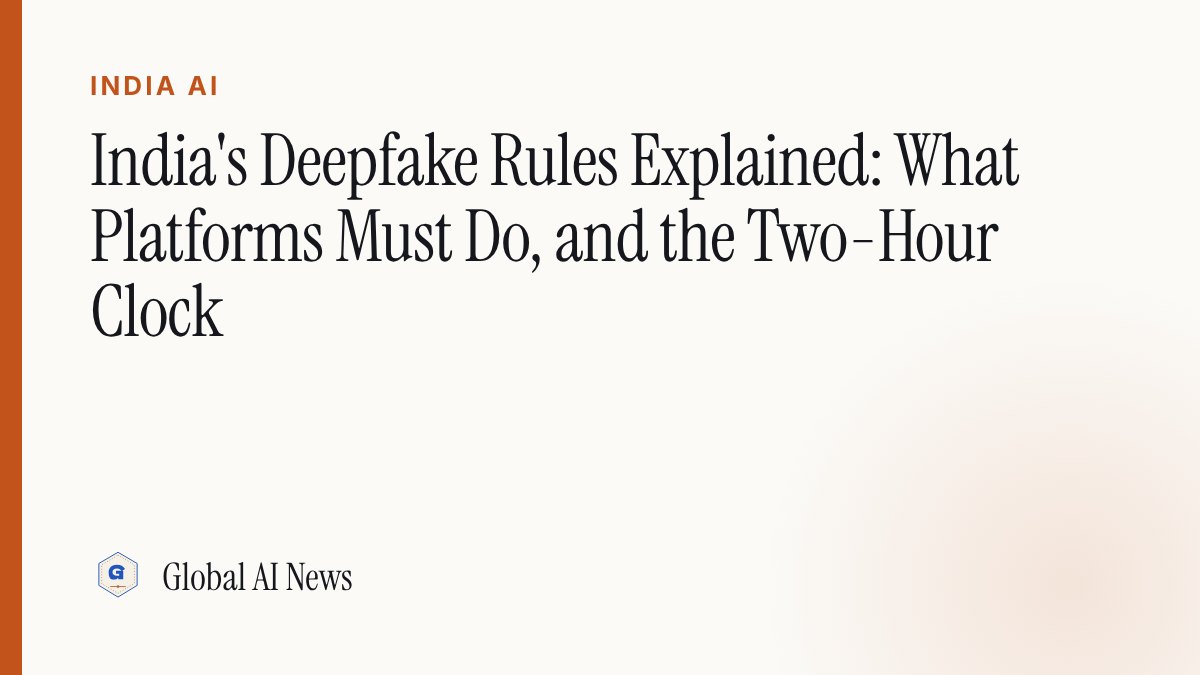 INDIA AI
India's Deepfake Rules Explained: What
Platforms Must Do, and the Two-Hour
Clock
G
Global AI News